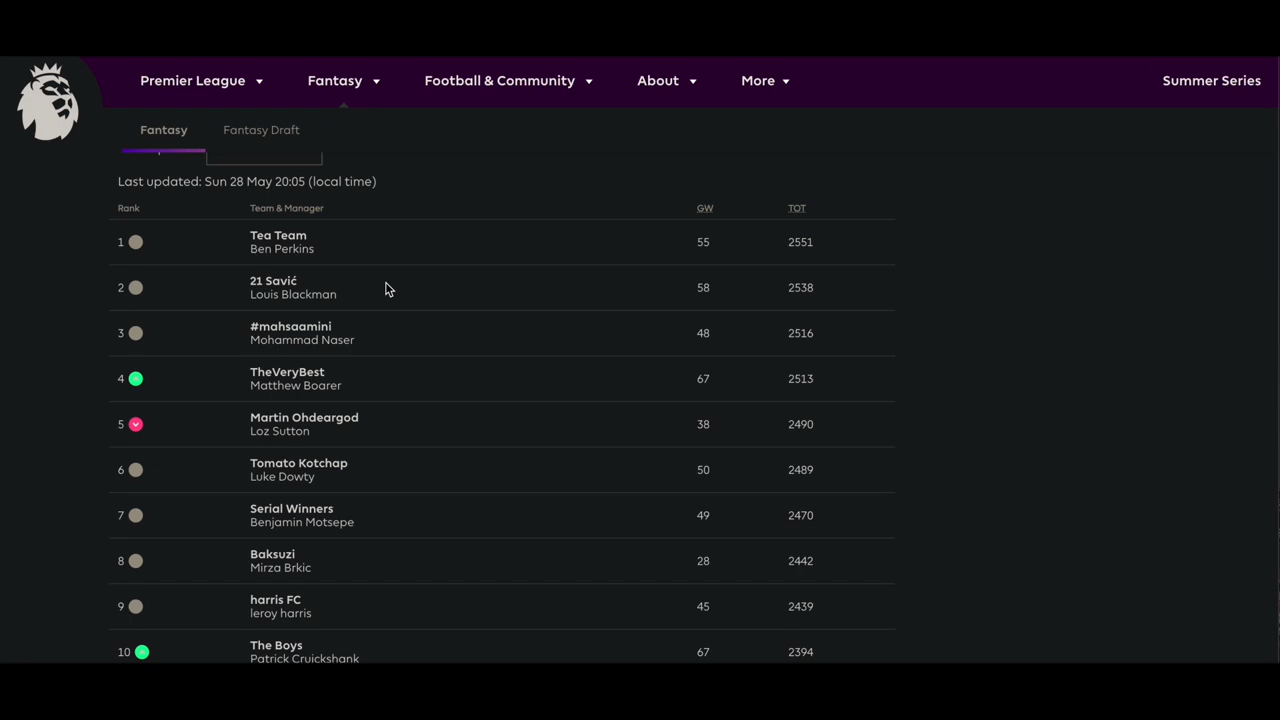 Premier League Fantasy Football & Community About More Summer Series
Fantasy Fantasy Draft
Last updated: Sun 28 May 20:05 (local time)
Rank Team & Manager GW TOT
1 Tea Team 55 2551
Ben Perkins
2 21 Savić 58 2538
Louis Blackman
3 #mahsaamini 48 2516
Mohammad Naser
4 TheVeryBest 67 2513
Matthew Boarer
5 Martin Ohdeargod 38 2490
Loz Sutton
6 Tomato Kotchap 50 2489
Luke Dowty
7 Serial Winners 49 2470
Benjamin Motsepe
8 Baksuzi 28 2442
Mirza Brkic
9 harris FC 45 2439
leroy harris
10 The Boys 67 2394
Patrick Cruickshank